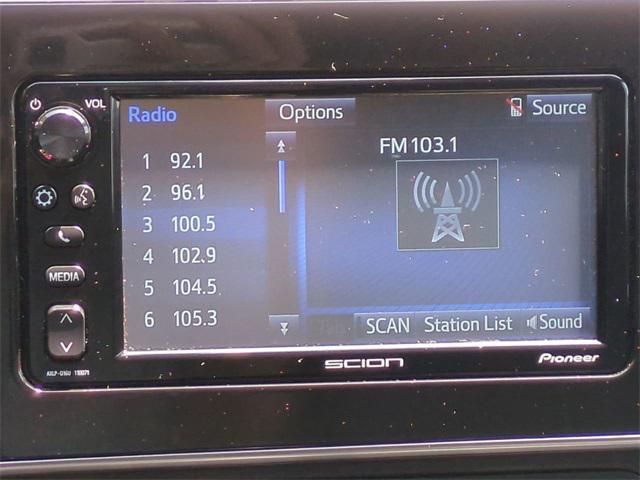 VOL
Radio
Options
Source
FM 103.1
1 92.1
2 96.1
3 100.5
4 102.9
5 104.5
6 105.3
MEDIA
SCAN
Station List
Sound
SCION
Pioneer